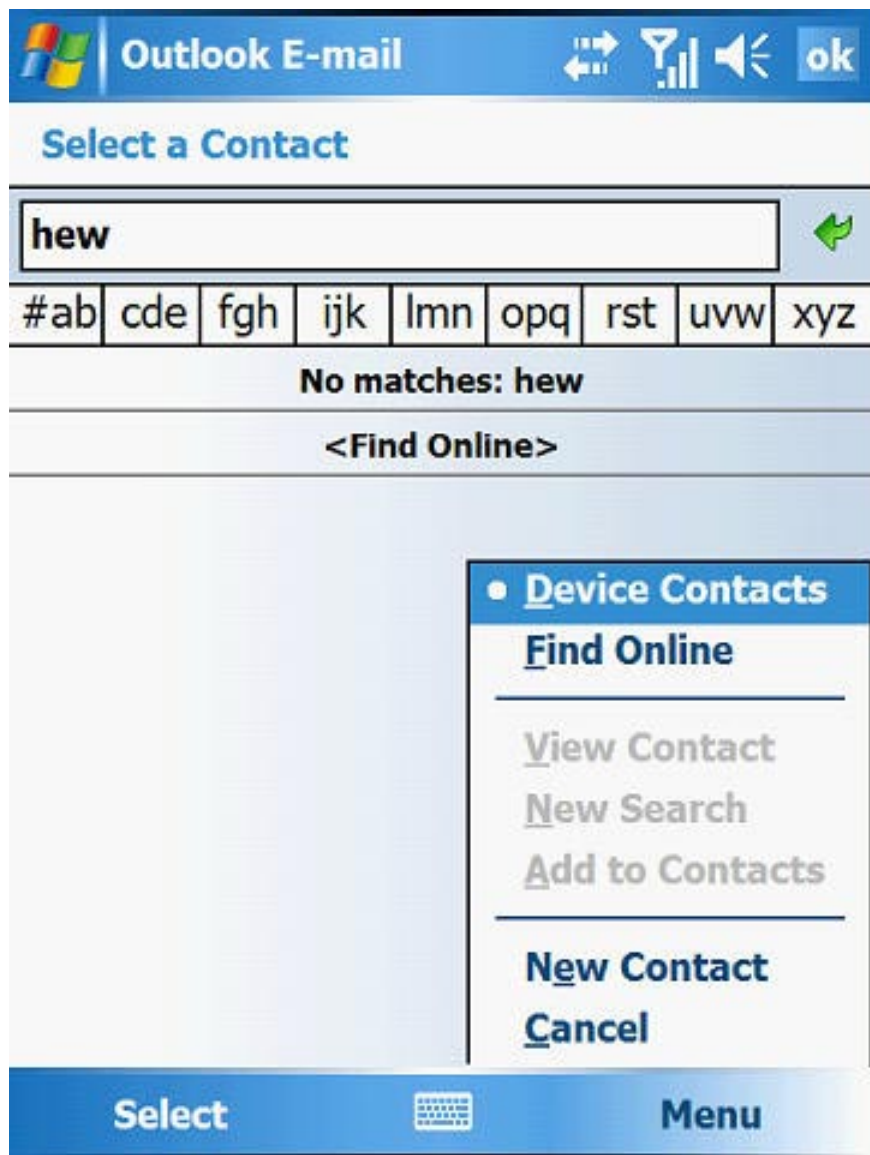 Outlook E-mail ok
Select a Contact
hew
#ab cde fgh ijk lmn opq rst uvw xyz
No matches: hew
<Find Online>
Device Contacts
Find Online
View Contact
New Search
Add to Contacts
New Contact
Cancel
Select Menu